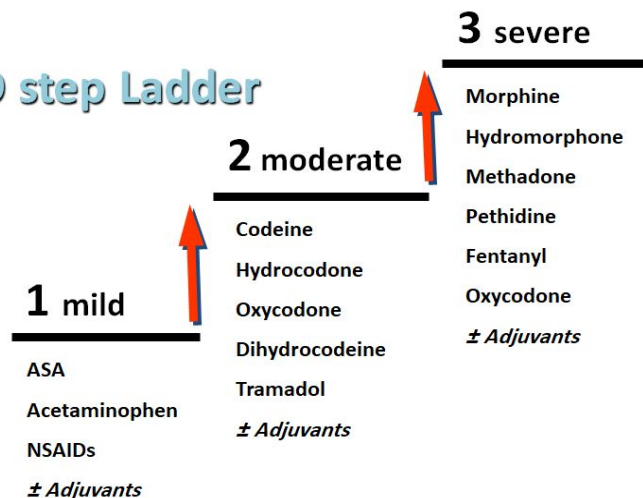 step Ladder
1 mild
ASA
Acetaminophen
NSAIDs
± Adjuvants
2 moderate
Codeine
Hydrocodone
Oxycodone
Dihydrocodeine
Tramadol
± Adjuvants
3 severe
Morphine
Hydromorphone
Methadone
Pethidine
Fentanyl
Oxycodone
± Adjuvants